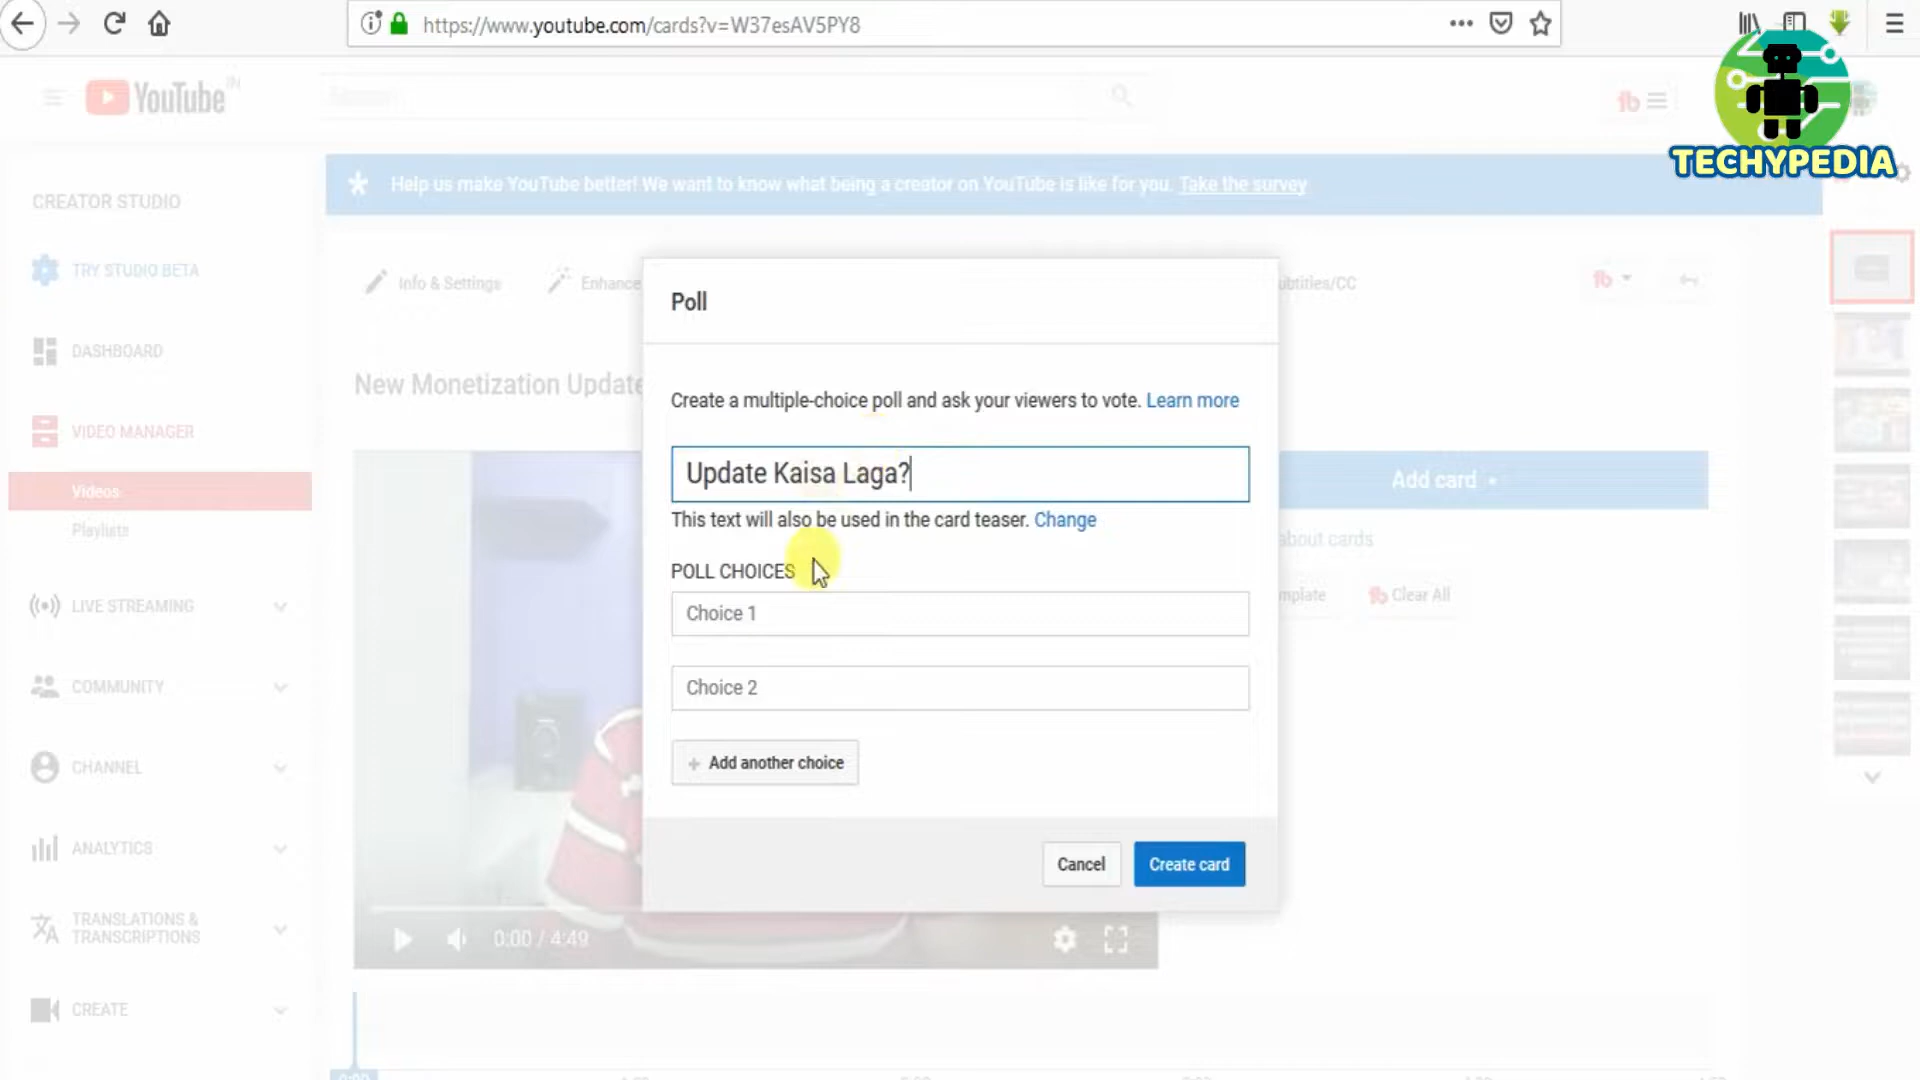 https://www.youtube.com/cards?v=W37esAV5PY8
YouTube IN
TECHYPEDIA
Help us make YouTube better! We want to know what being a creator on YouTube is like for you. Take the survey
CREATOR STUDIO
TRY STUDIO BETA
DASHBOARD
VIDEO MANAGER
Videos
Playlists
LIVE STREAMING
COMMUNITY
CHANNEL
ANALYTICS
TRANSLATIONS &
TRANSCRIPTIONS
CREATE
Info & Settings
Enhance
ubtitles/CC
New Monetization Update
Poll
Create a multiple-choice poll and ask your viewers to vote. Learn more
Update Kaisa Laga?
This text will also be used in the card teaser. Change
POLL CHOICES
Choice 1
Choice 2
+ Add another choice
Cancel
Create card
Add card
about cards
mplate
Clear All
0:00 / 4:49